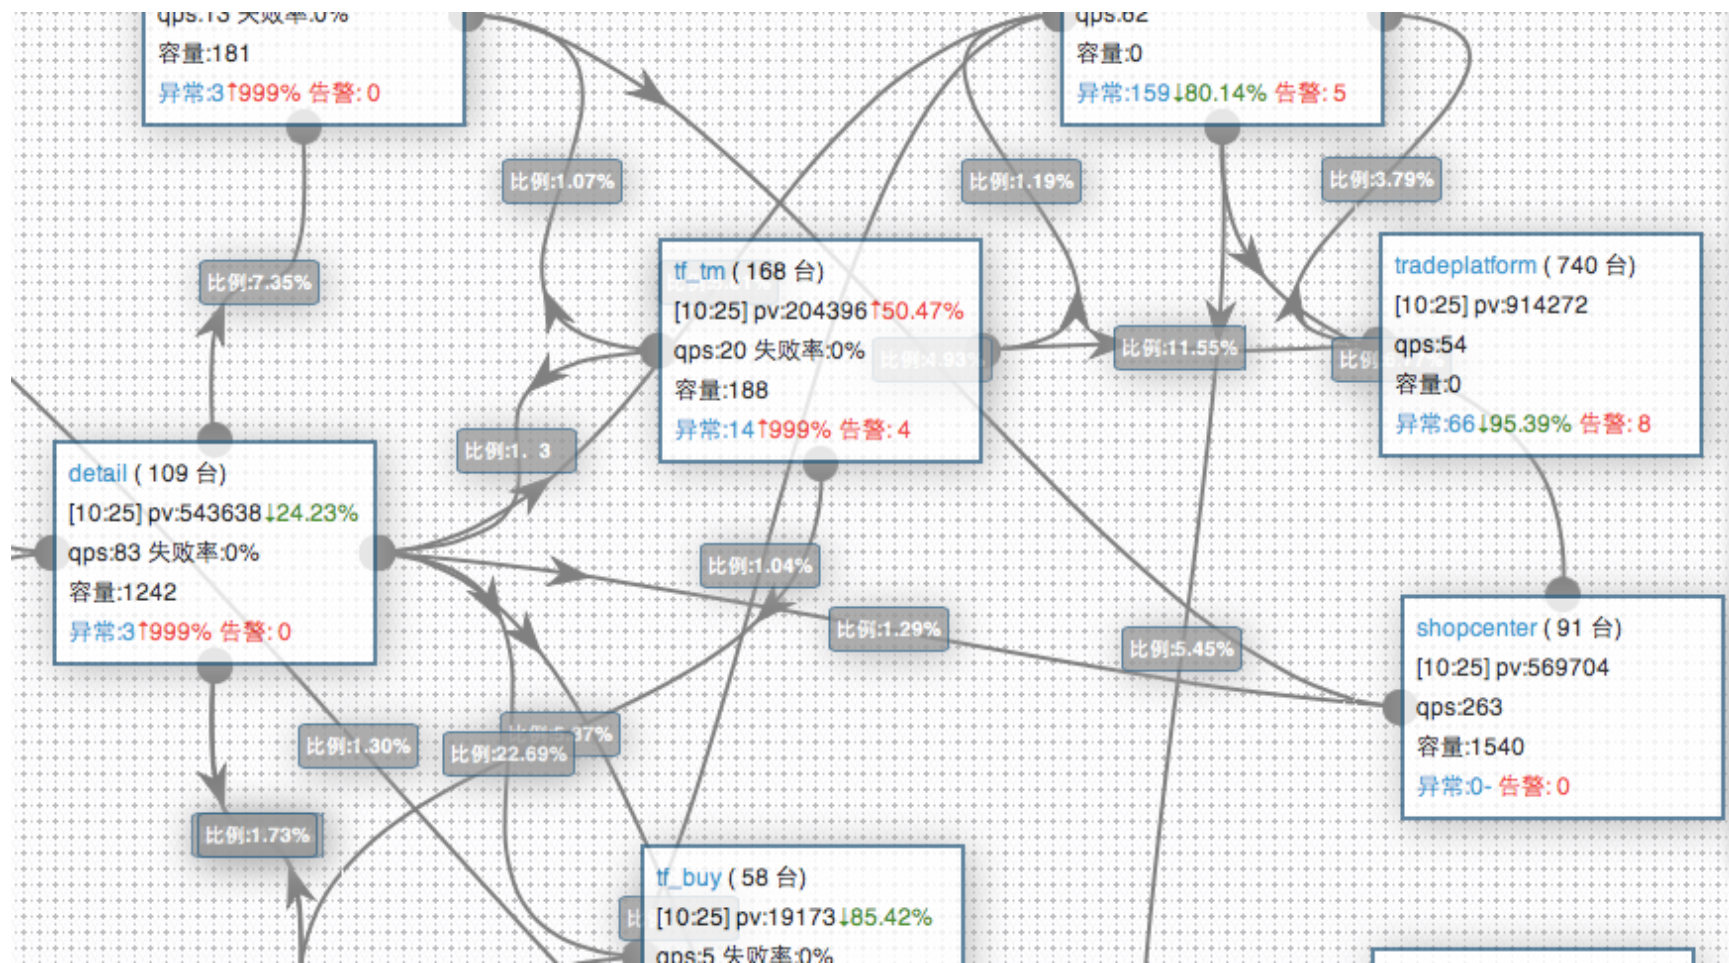 qps:13 失败率:0%
容量:181
异常:3↑999% 告警: 0
qps:62
容量:0
异常:159↓80.14% 告警: 5
比例:1.07%
比例:1.19%
比例:3.79%
比例:7.35%
tf_tm ( 168 台)
[10:25] pv:204396↑50.47%
qps:20 失败率:0%
容量:188
异常:14↑999% 告警: 4
比例:4.93%
比例:11.55%
比例
tradeplatform ( 740 台)
[10:25] pv:914272
qps:54
容量:0
异常:66↓95.39% 告警: 8
比例:1. 3
detail ( 109 台)
[10:25] pv:543638↓24.23%
qps:83 失败率:0%
容量:1242
异常:3↑999% 告警: 0
比例:1.04%
比例:1.29%
比例:5.45%
shopcenter ( 91 台)
[10:25] pv:569704
qps:263
容量:1540
异常:0- 告警: 0
比例:1.30%
比例:22.69%
比例:1.73%
tf_buy ( 58 台)
[10:25] pv:19173↓85.42%
qps:5 失败率:0%